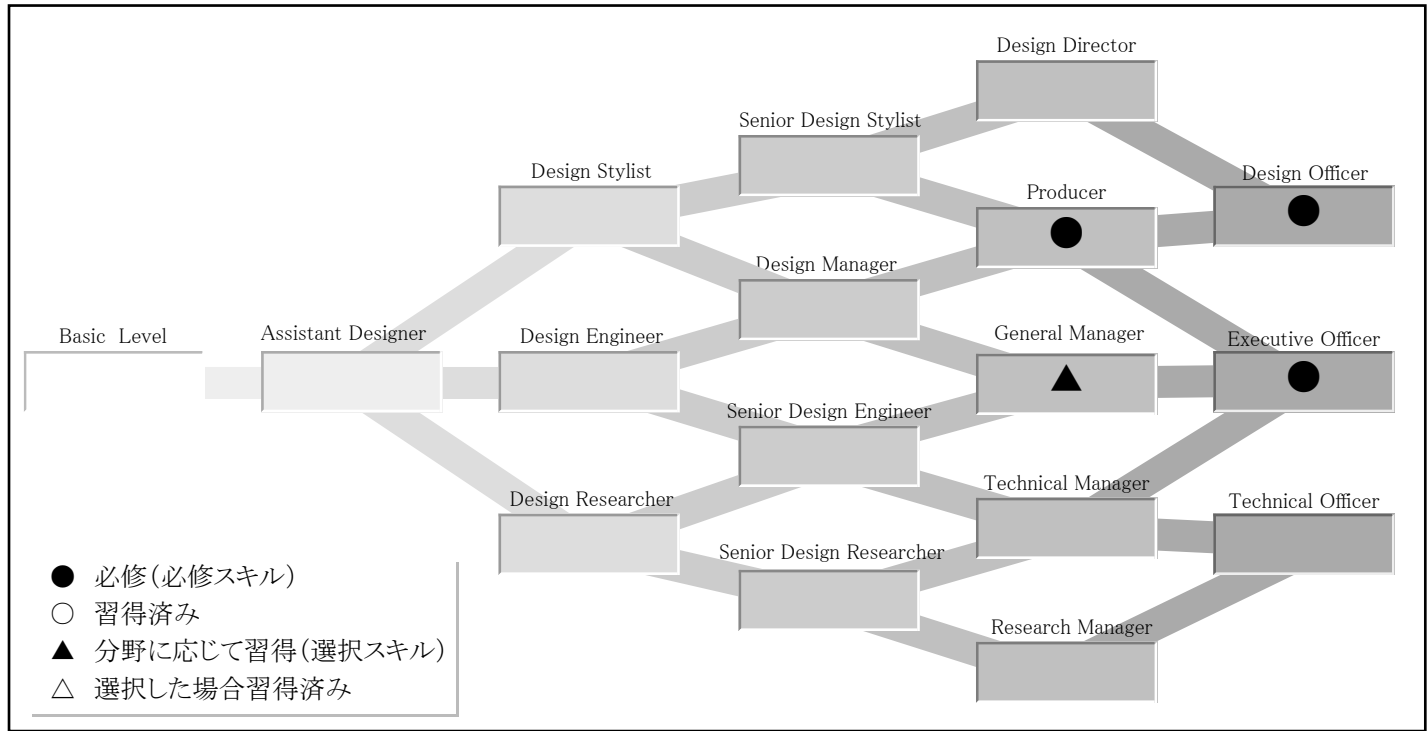 Design Director
Senior Design Stylist
Design Stylist
Producer
Design Officer
Design Manager
Basic Level
Assistant Designer
Design Engineer
General Manager
Executive Officer
Senior Design Engineer
Design Researcher
Technical Manager
Technical Officer
Senior Design Researcher
Research Manager
● 必修(必修スキル)
○ 習得済み
▲ 分野に応じて習得(選択スキル)
△ 選択した場合習得済み